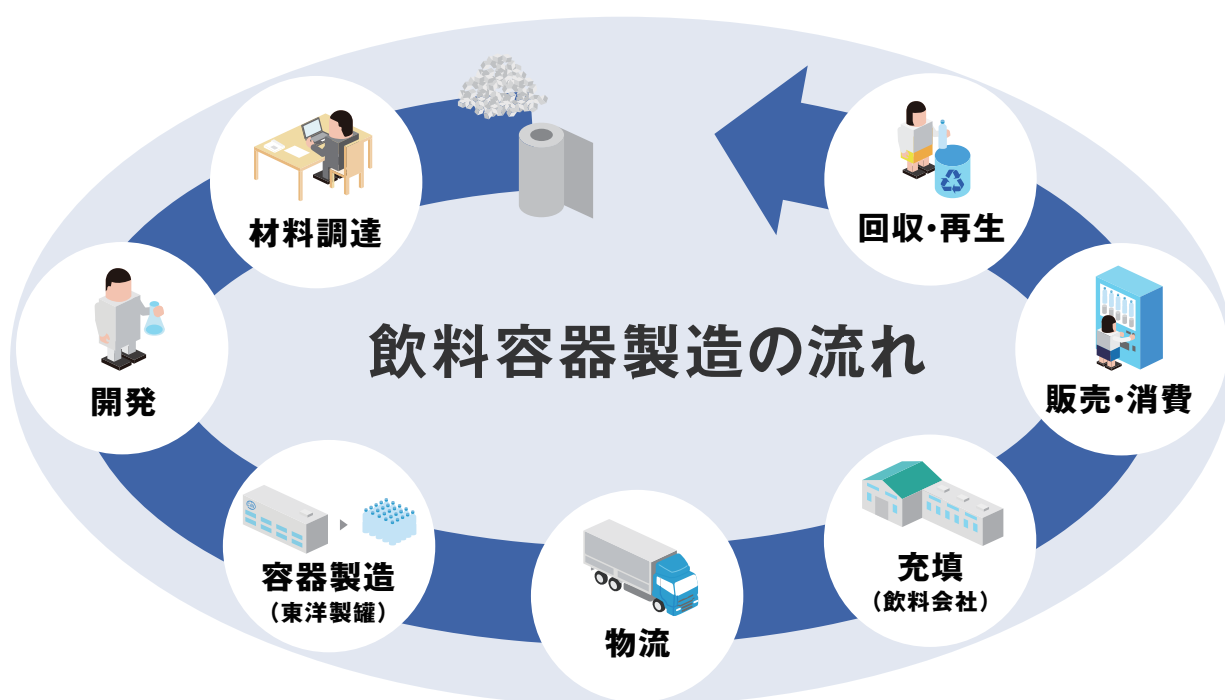 飲料容器製造の流れ
材料調達
開発
容器製造
(東洋製罐)
物流
充填
(飲料会社)
販売・消費
回収・再生